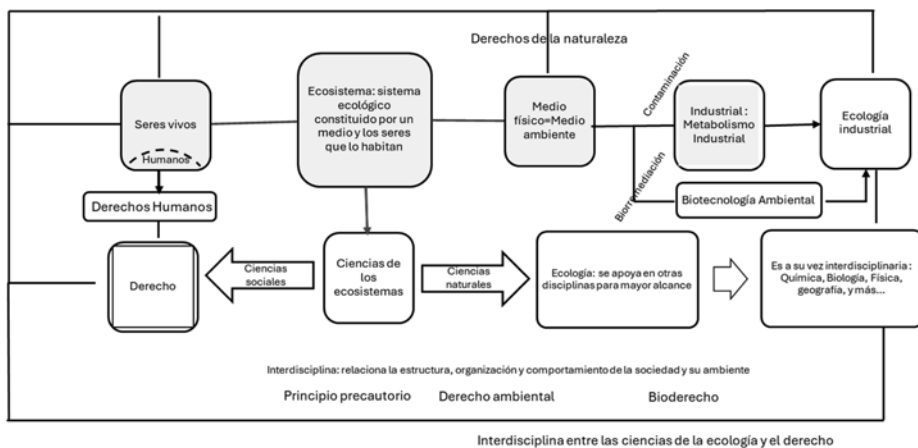 Derechos de la naturaleza
Seres vivos
Humanos
Ecosistema: sistema
ecológico
constituido por un
medio y los seres
que lo habitan
Medio
físico=Medio
ambiente
Contaminación
Biorremediación
Industrial :
Metabolismo
Industrial
Ecología
industrial
Biotecnología Ambiental
Derechos Humanos
Derecho
Ciencias
sociales
Ciencias de
los
ecosistemas
Ciencias
naturales
Ecología: se apoya en otras
disciplinas para mayor alcance
Es a su vez interdisciplinaria :
Química, Biología, Física,
geografía, y más...
Interdisciplina: relaciona la estructura, organización y comportamiento de la sociedad y su ambiente
Principio precautorio Derecho ambiental Bioderecho
Interdisciplina entre las ciencias de la ecología y el derecho